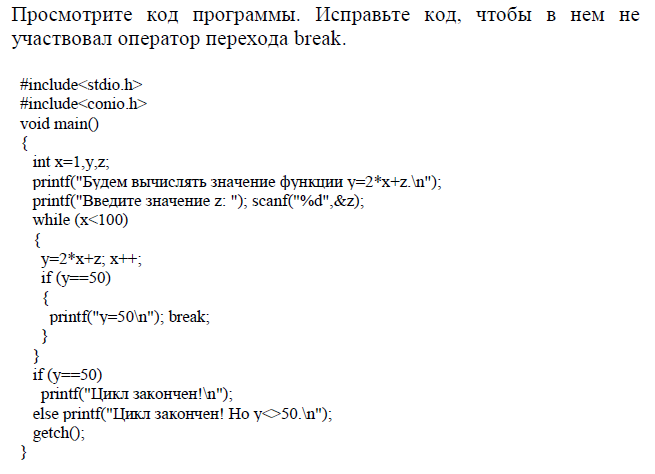 Просмотрите код программы. Исправьте код, чтобы в нем не
участвовал оператор перехода break.
#include<stdio.h>
#include<conio.h>
void main()
{
int x=1,y,z;
printf("Будем вычислять значение функции y=2*x+z.\n");
printf("Введите значение z: "); scanf("%d",&z);
while (x<100)
{
y=2*x+z; x++;
if (y==50)
{
printf("y=50\n"); break;
}
}
if (y==50)
printf("Цикл закончен!\n");
else printf("Цикл закончен! Но y<>50.\n");
getch();
}